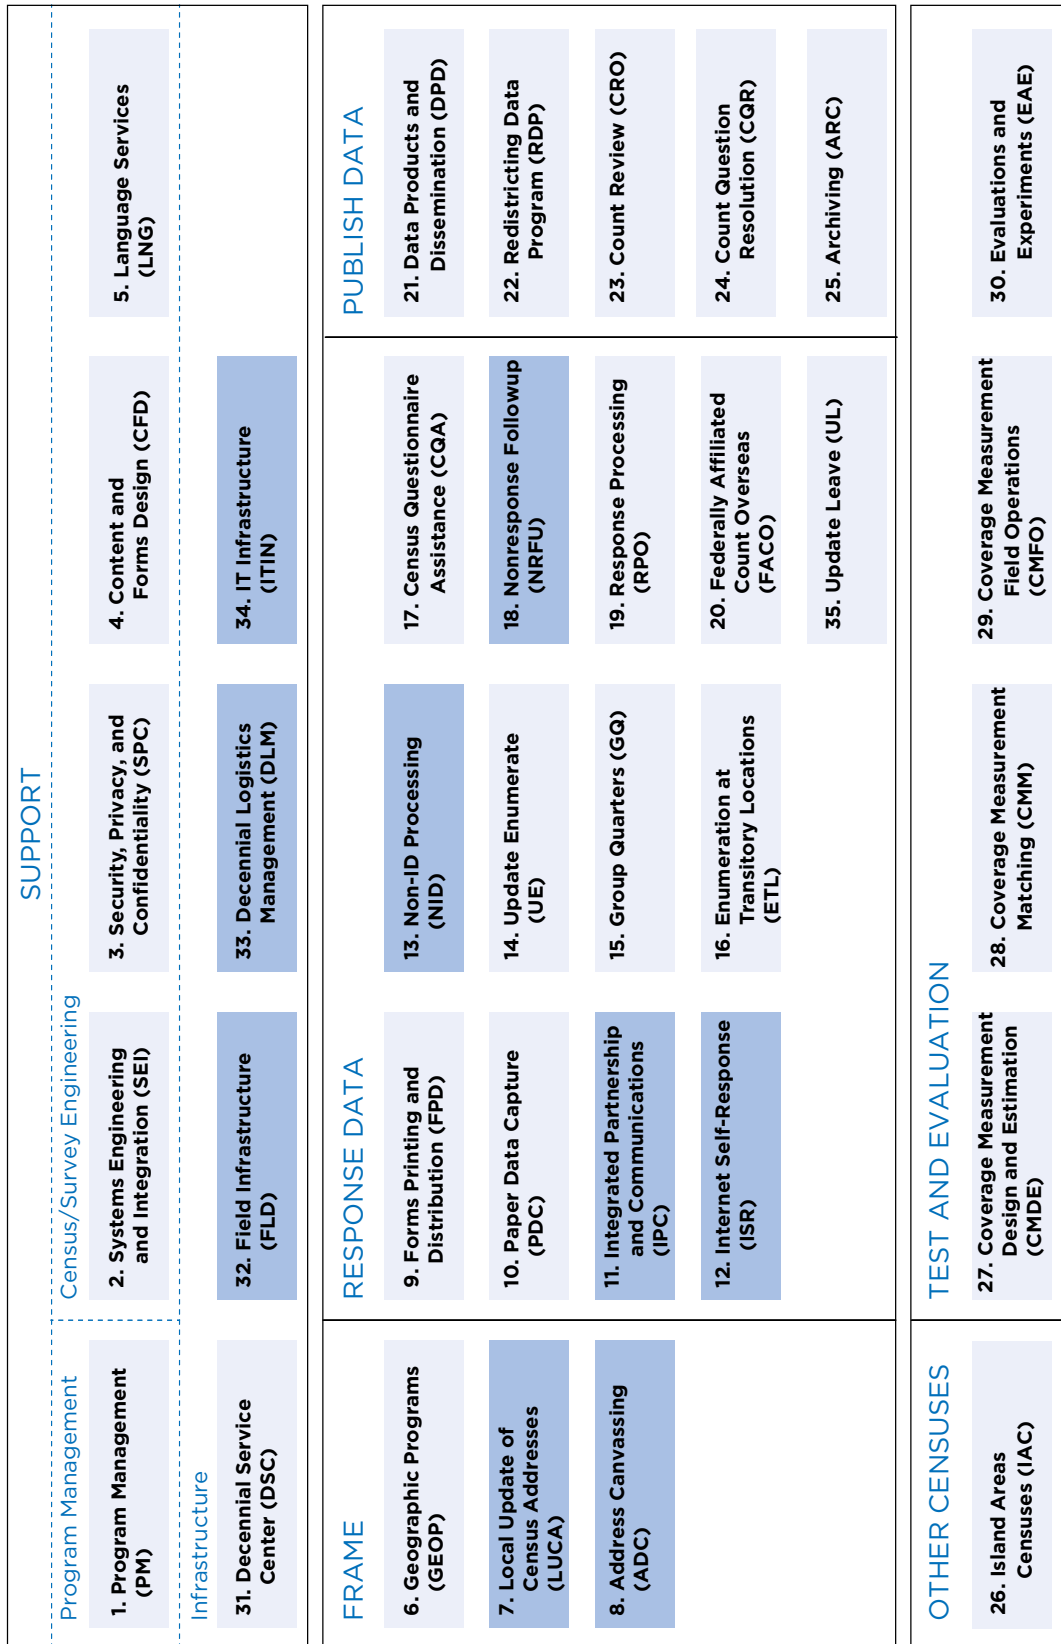 SUPPORT
Program Management
Census/Survey Engineering
1. Program Management
(PM)
2. Systems Engineering
and Integration (SEI)
3. Security, Privacy, and
Confidentiality (SPC)
4. Content and
Forms Design (CFD)
5. Language Services
(LNG)
Infrastructure
31. Decennial Service
Center (DSC)
32. Field Infrastructure
(FLD)
33. Decennial Logistics
Management (DLM)
34. IT Infrastructure
(ITIN)
FRAME
6. Geographic Programs
(GEOP)
7. Local Update of
Census Addresses
(LUCA)
8. Address Canvassing
(ADC)
RESPONSE DATA
9. Forms Printing and
Distribution (FPD)
10. Paper Data Capture
(PDC)
11. Integrated Partnership
and Communications
(IPC)
12. Internet Self-Response
(ISR)
13. Non-ID Processing
(NID)
14. Update Enumerate
(UE)
15. Group Quarters (GQ)
16. Enumeration at
Transitory Locations
(ETL)
17. Census Questionnaire
Assistance (CQA)
18. Nonresponse Followup
(NRFU)
19. Response Processing
(RPO)
20. Federally Affiliated
Count Overseas
(FACO)
35. Update Leave (UL)
PUBLISH DATA
21. Data Products and
Dissemination (DPD)
22. Redistricting Data
Program (RDP)
23. Count Review (CRO)
24. Count Question
Resolution (CQR)
25. Archiving (ARC)
OTHER CENSUSES
26. Island Areas
Censuses (IAC)
TEST AND EVALUATION
27. Coverage Measurement
Design and Estimation
(CMDE)
28. Coverage Measurement
Matching (CMM)
29. Coverage Measurement
Field Operations
(CMFO)
30. Evaluations and
Experiments (EAE)